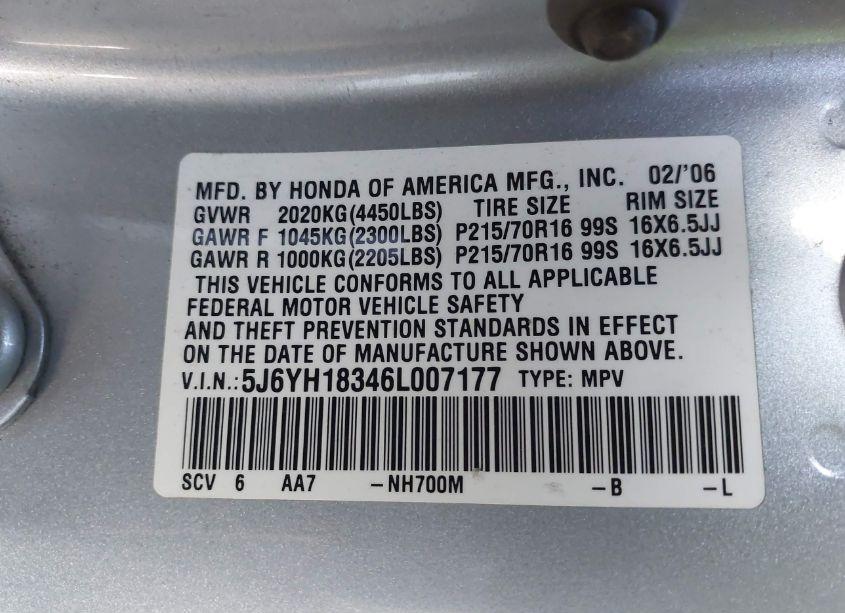 MFD. BY HONDA OF AMERICA MFG., INC. 02/'06
GVWR 2020KG(4450LBS) TIRE SIZE RIM SIZE
GAWR F 1045KG(2300LBS) P215/70R16 99S 16X6.5JJ
GAWR R 1000KG(2205LBS) P215/70R16 99S 16X6.5JJ
THIS VEHICLE CONFORMS TO ALL APPLICABLE
FEDERAL MOTOR VEHICLE SAFETY
AND THEFT PREVENTION STANDARDS IN EFFECT
ON THE DATE OF MANUFACTURE SHOWN ABOVE.
V.I.N.:5J6YH18346L007177 TYPE: MPV
SCV 6 AA7 -NH700M -B -L